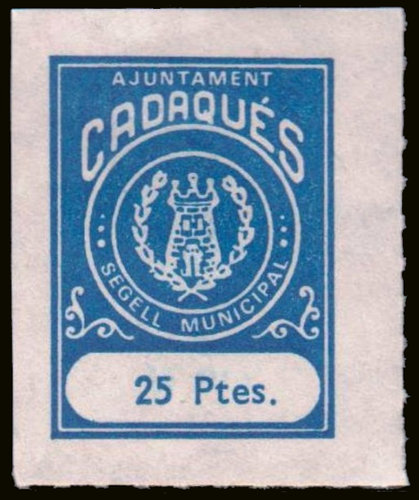 AJUNTAMENT
CADAQUÉS
SEGELL MUNICIPAL
25 Ptes.